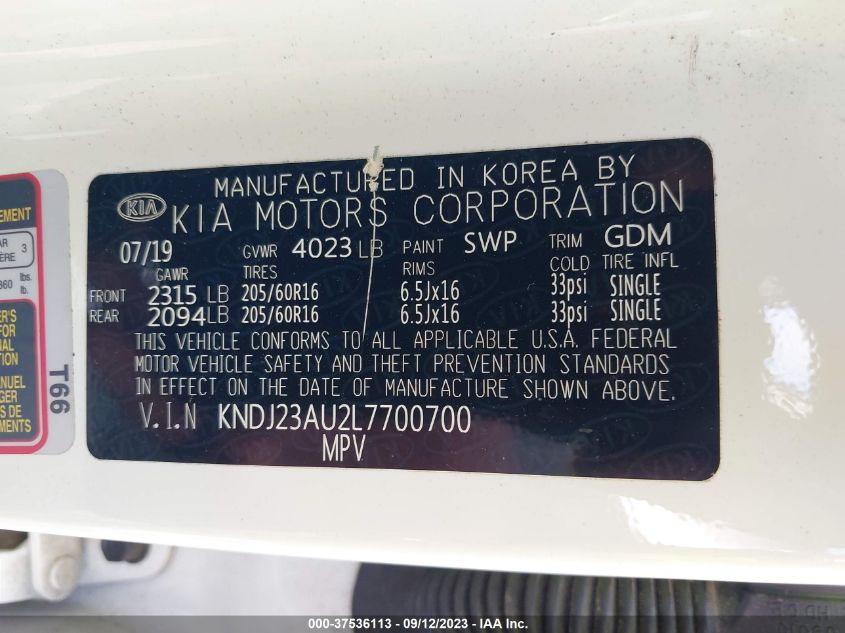 MANUFACTURED IN KOREA BY
KIA KIA MOTORS CORPORATION
07/19 GVWR 4023 LB PAINT SWP TRIM GDM
GAWR TIRES RIMS COLD TIRE INFL
FRONT 2315 LB 205/60R16 6.5Jx16 33psi SINGLE
REAR 2094 LB 205/60R16 6.5Jx16 33psi SINGLE
THIS VEHICLE CONFORMS TO ALL APPLICABLE U.S.A. FEDERAL
MOTOR VEHICLE SAFETY AND THEFT PREVENTION STANDARDS
IN EFFECT ON THE DATE OF MANUFACTURE SHOWN ABOVE.
V.I.N KNDJ23AU2L7700700
MPV
3
lbs.
T66
000-37536113 - 09/12/2023 - IAA Inc.